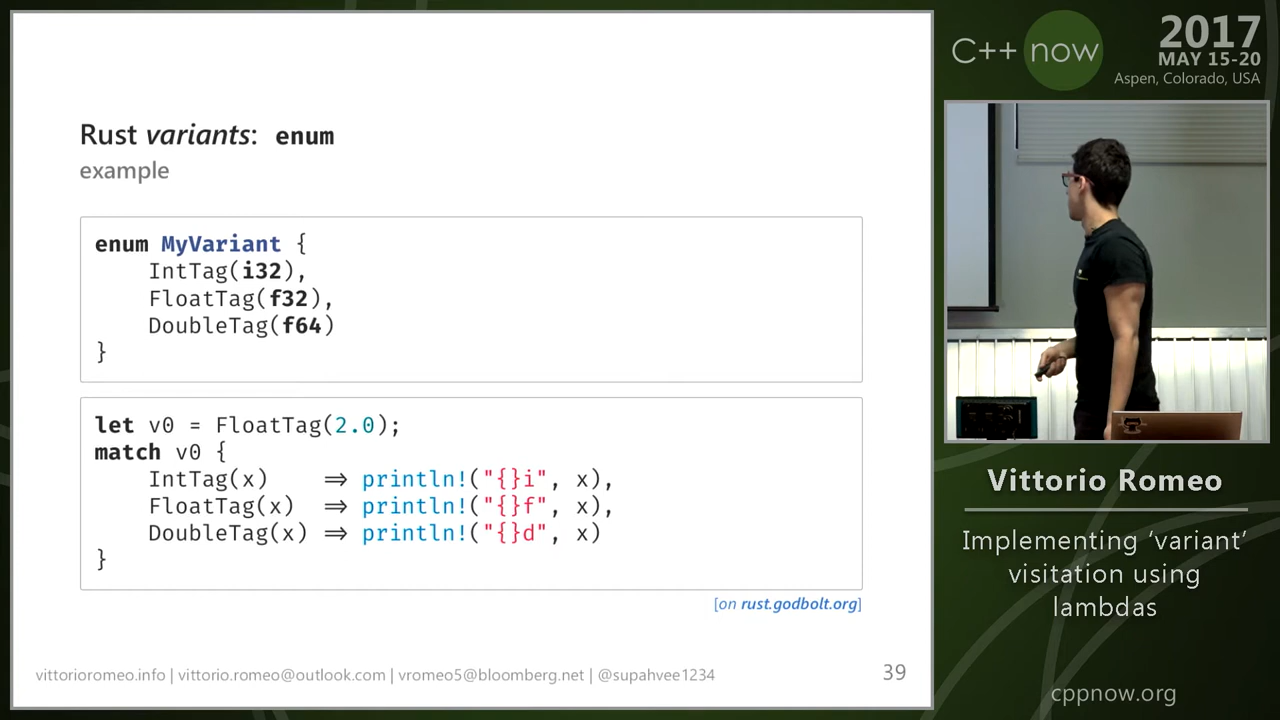 Rust variants: enum
example
enum MyVariant {
    IntTag(i32),
    FloatTag(f32),
    DoubleTag(f64)
}
let v0 = FloatTag(2.0);
match v0 {
    IntTag(x)    ⇒ println!("{}i", x),
    FloatTag(x)  ⇒ println!("{}f", x),
    DoubleTag(x) ⇒ println!("{}d", x)
}
[on rust.godbolt.org]
vittorioromeo.info | vittorio.romeo@outlook.com | vromeo5@bloomberg.net | @supahvee1234
39
C++ now
2017
MAY 15-20
Aspen, Colorado, USA
Vittorio Romeo
Implementing ‘variant’
visitation using
lambdas
cppnow.org